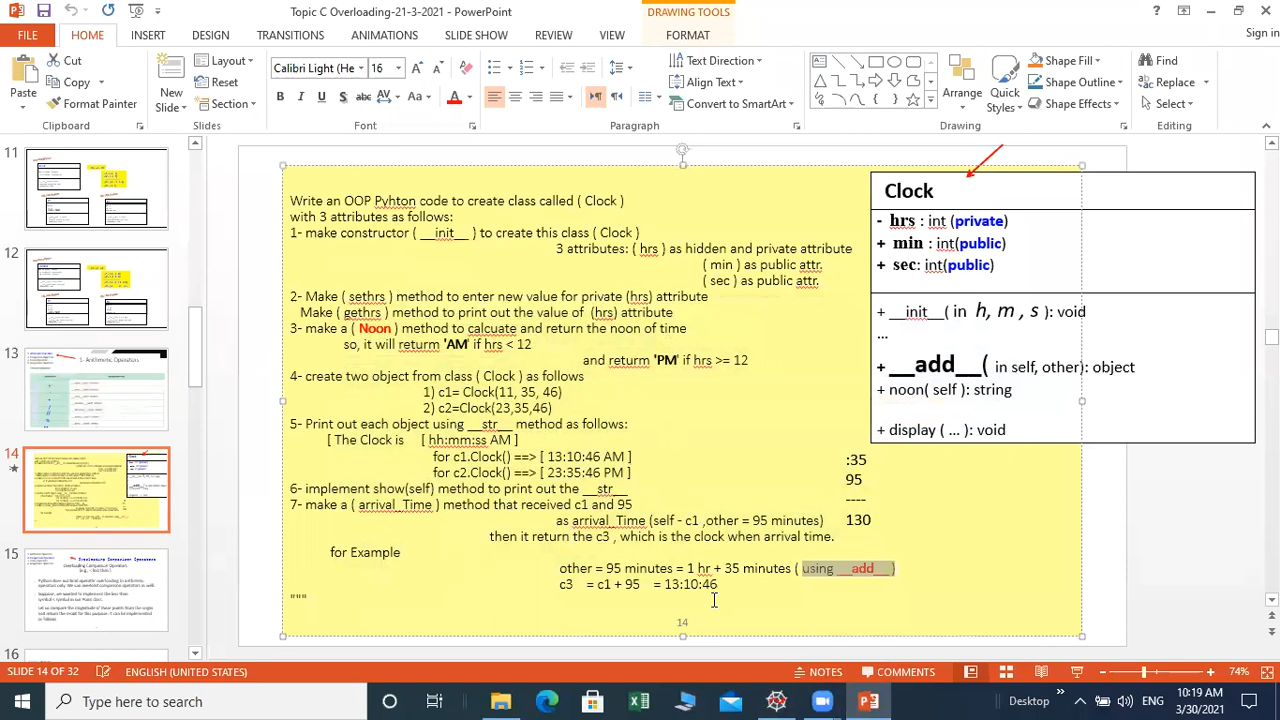 Topic C Overloading-21-3-2021 - PowerPoint
DRAWING TOOLS
?
FILE
HOME
INSERT
DESIGN
TRANSITIONS
ANIMATIONS
SLIDE SHOW
REVIEW
VIEW
FORMAT
Sign in
Paste
Cut
Copy
Format Painter
Clipboard
New Slide
Layout
Reset
Section
Slides
Calibri Light (He
16
Font
Text Direction
Align Text
Convert to SmartArt
Paragraph
Arrange
Quick Styles
Shape Fill
Shape Outline
Shape Effects
Drawing
Find
Replace
Select
Editing
11
12
13
1- Arithmetic Operators
14
15
Overloading Comparison Operators
16
Write an OOP Pyhton code to create class called ( Clock )
with 3 attributes as follows:
1- make constructor ( __init__ ) to create this class ( Clock )
3 attributes: ( hrs ) as hidden and private attribute
( min ) as public attr.
( sec ) as public attr.
2- Make ( sethrs ) method to enter new value for private (hrs) attribute
Make ( gethrs ) method to print out the value of (hrs) attribute
3- make a ( Noon ) method to calcuate and return the noon of time
so, it will returm 'AM' if hrs < 12
and returm 'PM' if hrs >= 12
4- create two object from class ( Clock ) as follows
1) c1= Clock(11, 35, 46)
2) c2=Clock(23,35,46)
5- Print out each object using __str__ method as follows:
[ The Clock is [ hh:mm:ss AM ]
for c1.Clock() ==> [ 13:10:46 AM ]
for c2.Clock() ==> 3:35:46 PM ]
6- implement show(self) method to print out the __str__
7- make a ( arrival_Time ) method that received c1 and 95
as arrival_Time (self - c1 ,other = 95 minutes)
then it return the c3 , which is the clock when arrival time.
for Example
other = 95 minutes = 1 hr + 35 minutes ( using __add__ )
c3 = c1 + 95 = 13:10:46
"""
14
Clock
- hrs : int (private)
+ min : int(public)
+ sec: int(public)
+ __init__( in h, m , s ): void
...
+ __add__( in self, other): object
+ noon( self ): string
+ display ( ... ): void
:35
95
----
130
SLIDE 14 OF 32
ENGLISH (UNITED STATES)
NOTES
COMMENTS
74%
Type here to search
Desktop
ENG
10:19 AM
3/30/2021